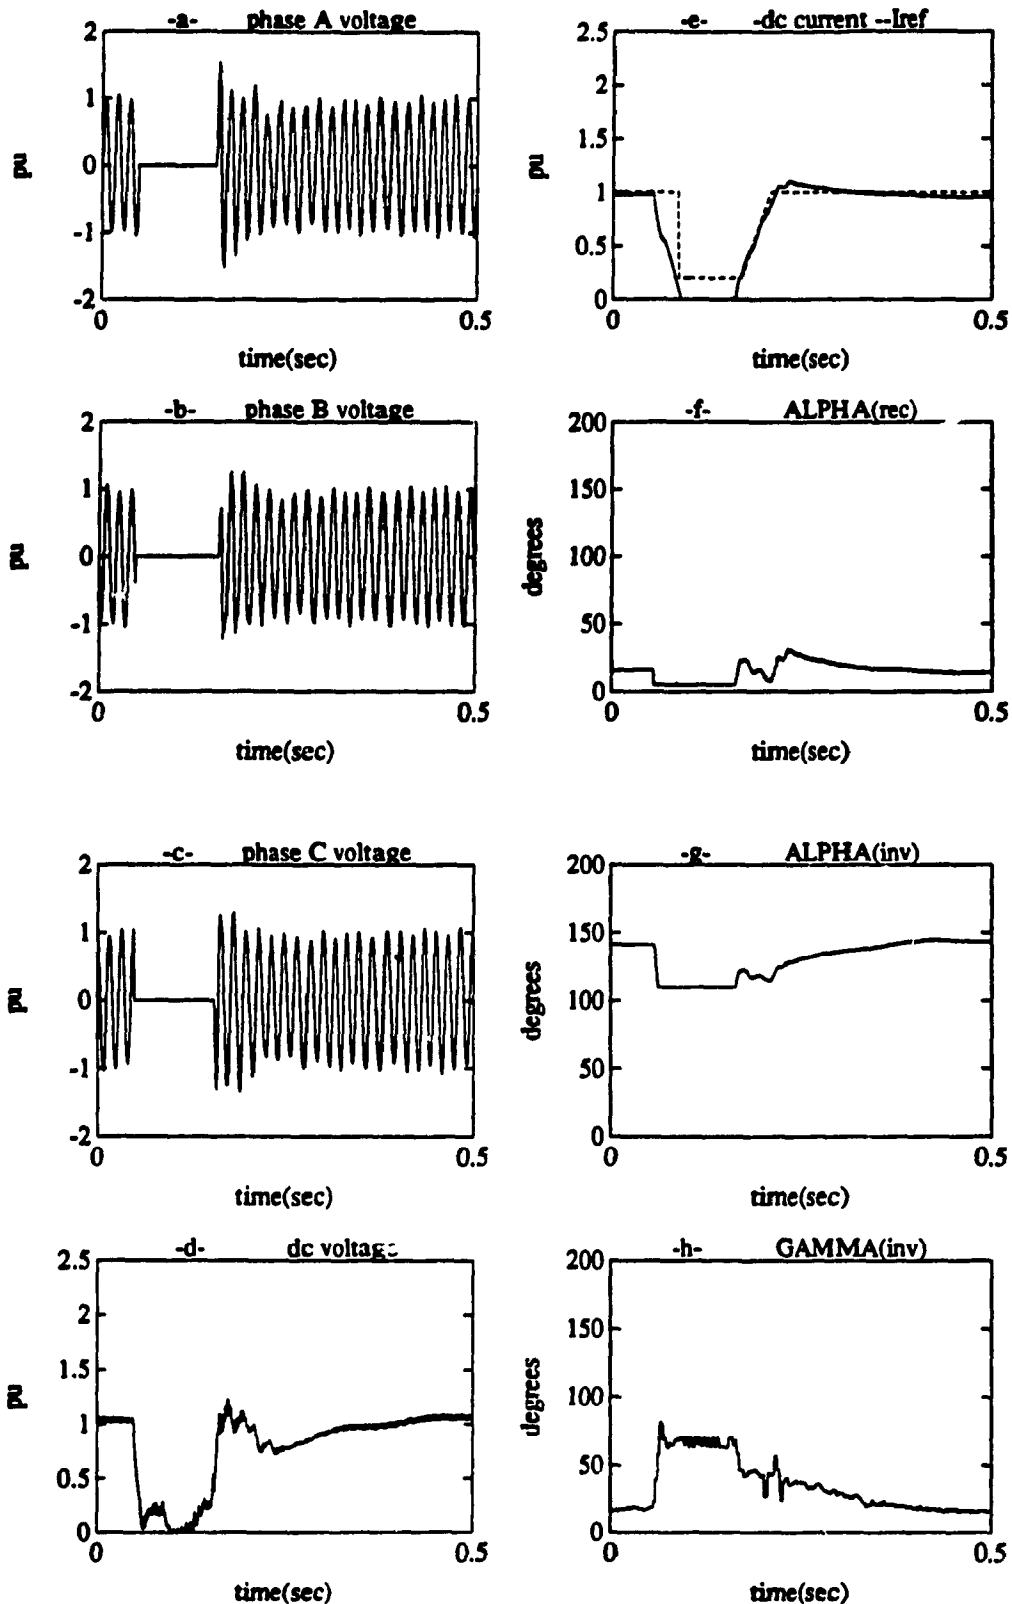 -a- phase A voltage
2
1
0
-1
-2
pu
0
0.5
time(sec)
-e- -dc current --Iref
2.5
2
1.5
1
0.5
0
pu
0
0.5
time(sec)
-b- phase B voltage
2
1
0
-1
-2
pu
0
0.5
time(sec)
-f- ALPHA(rec)
200
150
100
50
0
degrees
0
0.5
time(sec)
-c- phase C voltage
2
1
0
-1
-2
pu
0
0.5
time(sec)
-g- ALPHA(inv)
200
150
100
50
0
degrees
0
0.5
time(sec)
-d- dc voltage
2.5
2
1.5
1
0.5
0
pu
0
0.5
time(sec)
-h- GAMMA(inv)
200
150
100
50
0
degrees
0
0.5
time(sec)